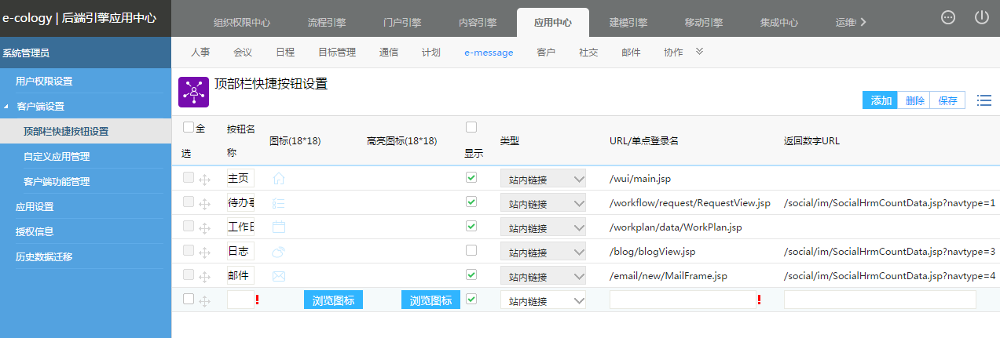 e-cology | 后端引擎应用中心
组织权限中心 流程引擎 门户引擎 内容引擎 应用中心 建模引擎 移动引擎 集成中心 运维
系统管理员
人事 会议 日程 目标管理 通信 计划 e-message 客户 社交 邮件 协作
用户权限设置
客户端设置
顶部栏快捷按钮设置
自定义应用管理
客户端功能管理
应用设置
授权信息
历史数据迁移
顶部栏快捷按钮设置
添加 删除 保存
全选 按钮名称 图标(18*18) 高亮图标(18*18) 显示 类型 URL/单点登录名 返回数字URL
主页 站内链接 /wui/main.jsp
待办事 站内链接 /workflow/request/RequestView.jsp /social/im/SocialHrmCountData.jsp?navtype=1
工作日 站内链接 /workplan/data/WorkPlan.jsp
日志 站内链接 /blog/blogView.jsp /social/im/SocialHrmCountData.jsp?navtype=3
邮件 站内链接 /email/new/MailFrame.jsp /social/im/SocialHrmCountData.jsp?navtype=4
! 浏览图标 浏览图标 站内链接 !